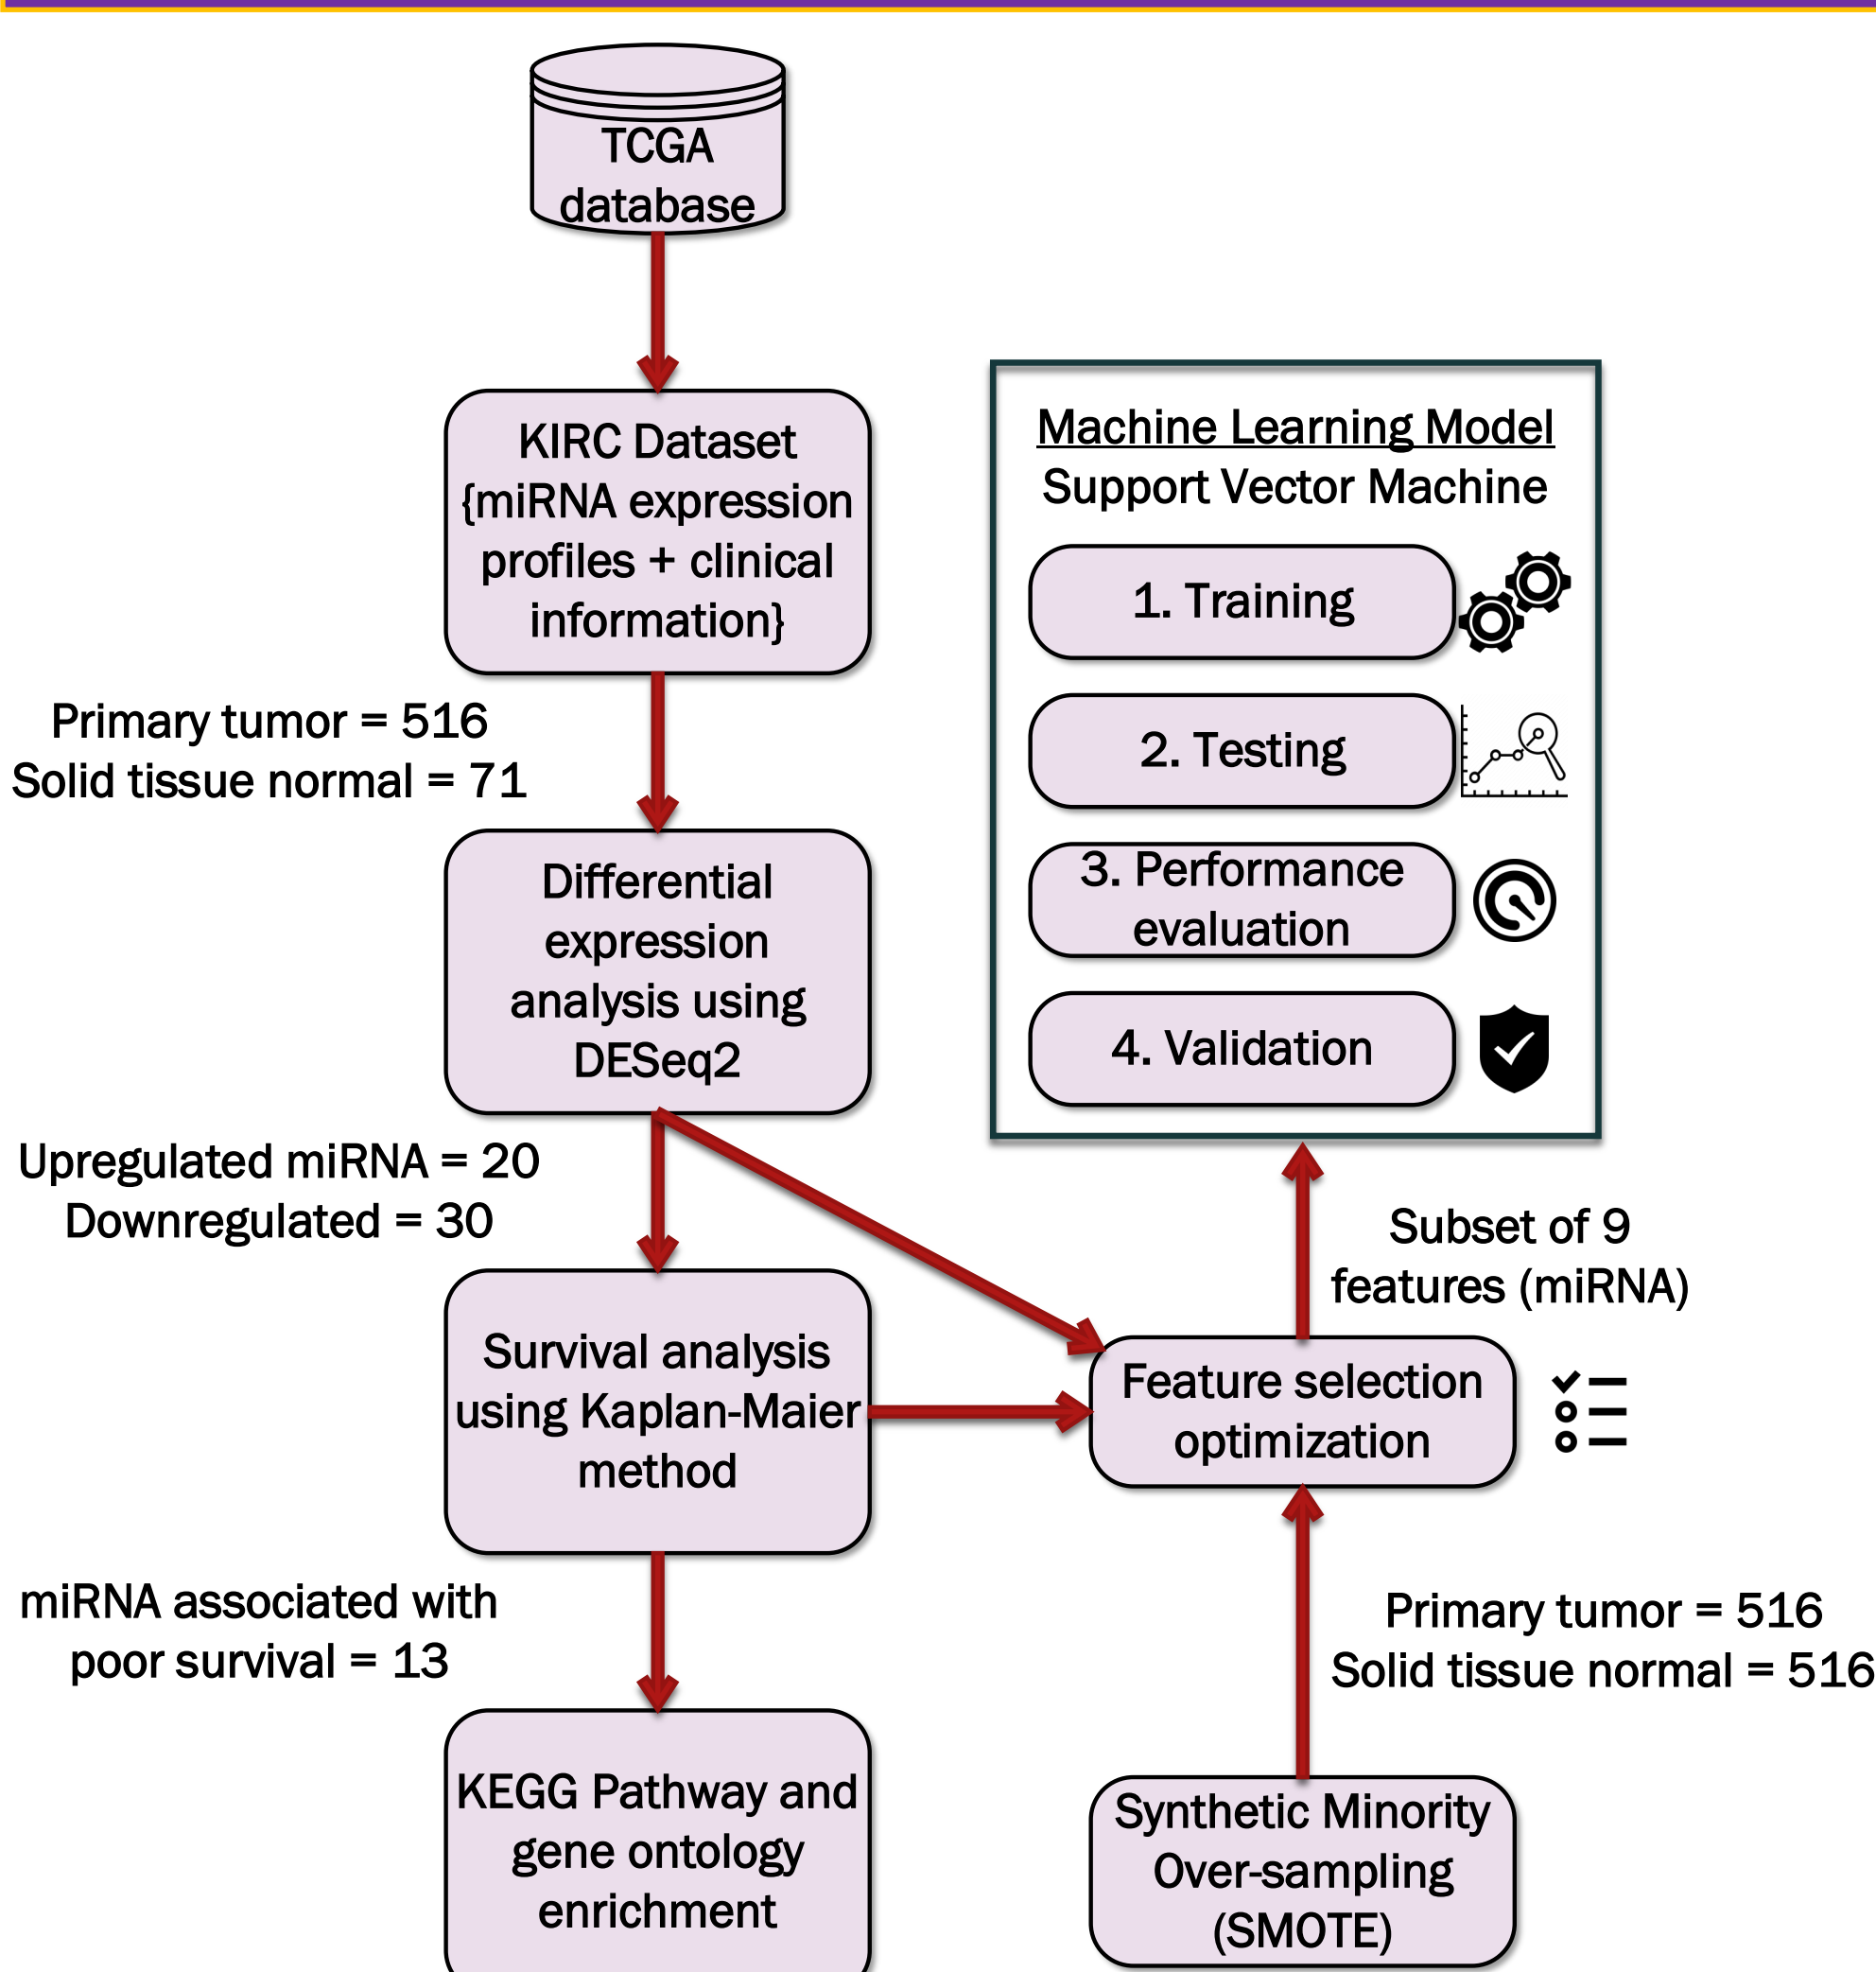 TCGA
database
KIRC Dataset
{miRNA expression
profiles + clinical
information}
Primary tumor = 516
Solid tissue normal = 71
Differential
expression
analysis using
DESeq2
Upregulated miRNA = 20
Downregulated = 30
Survival analysis
using Kaplan-Maier
method
miRNA associated with
poor survival = 13
KEGG Pathway and
gene ontology
enrichment
Machine Learning Model
Support Vector Machine
1. Training
2. Testing
3. Performance
evaluation
4. Validation
Subset of 9
features (miRNA)
Feature selection
optimization
Primary tumor = 516
Solid tissue normal = 516
Synthetic Minority
Over-sampling
(SMOTE)